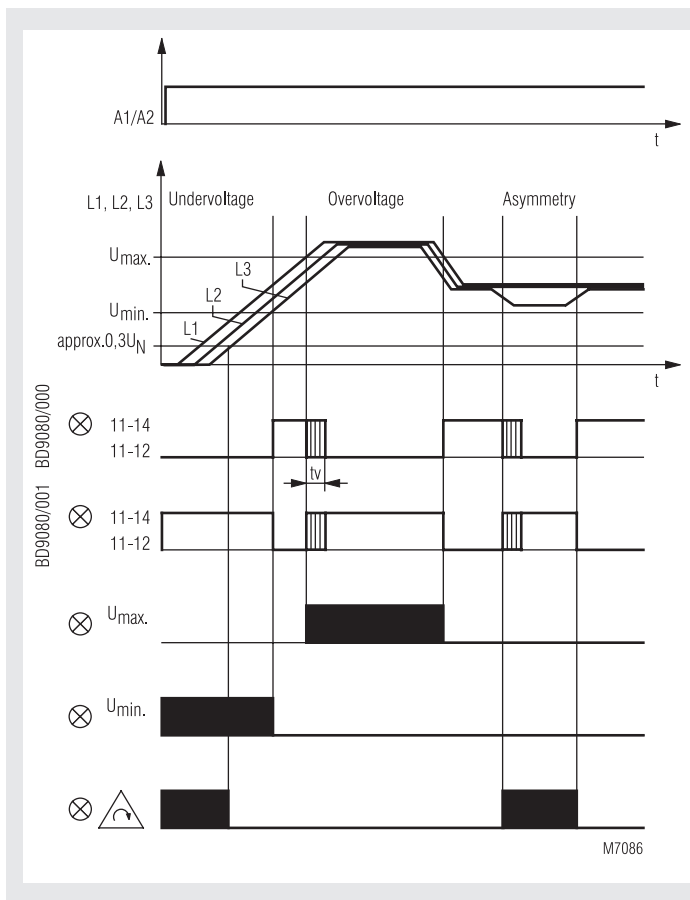 A1/A2
t
L1, L2, L3
Undervoltage
Overvoltage
Asymmetry
Umax.
L3
L2
Umin.
L1
approx.0,3UN
t
BD9080/000
11-14
11-12
tv
BD9080/001
11-14
11-12
Umax.
Umin.
M7086